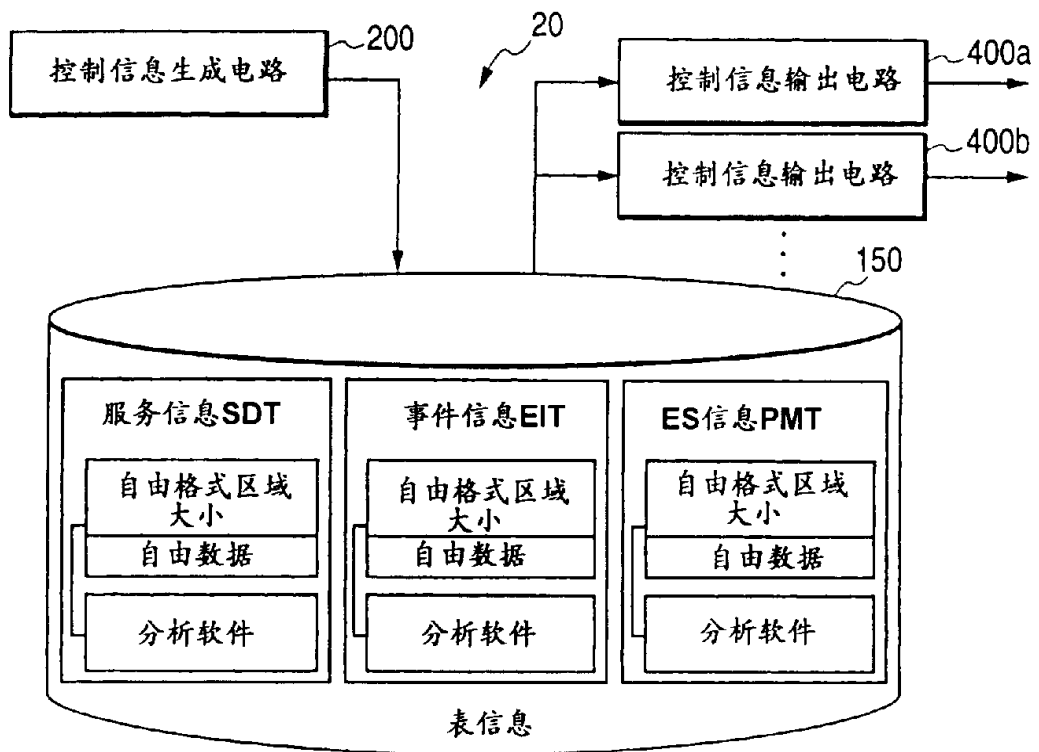 控制信息生成电路
200
20
控制信息输出电路
400a
控制信息输出电路
400b
150
服务信息SDT
自由格式区域
大小
自由数据
分析软件
事件信息EIT
自由格式区域
大小
自由数据
分析软件
ES信息PMT
自由格式区域
大小
自由数据
分析软件
表信息